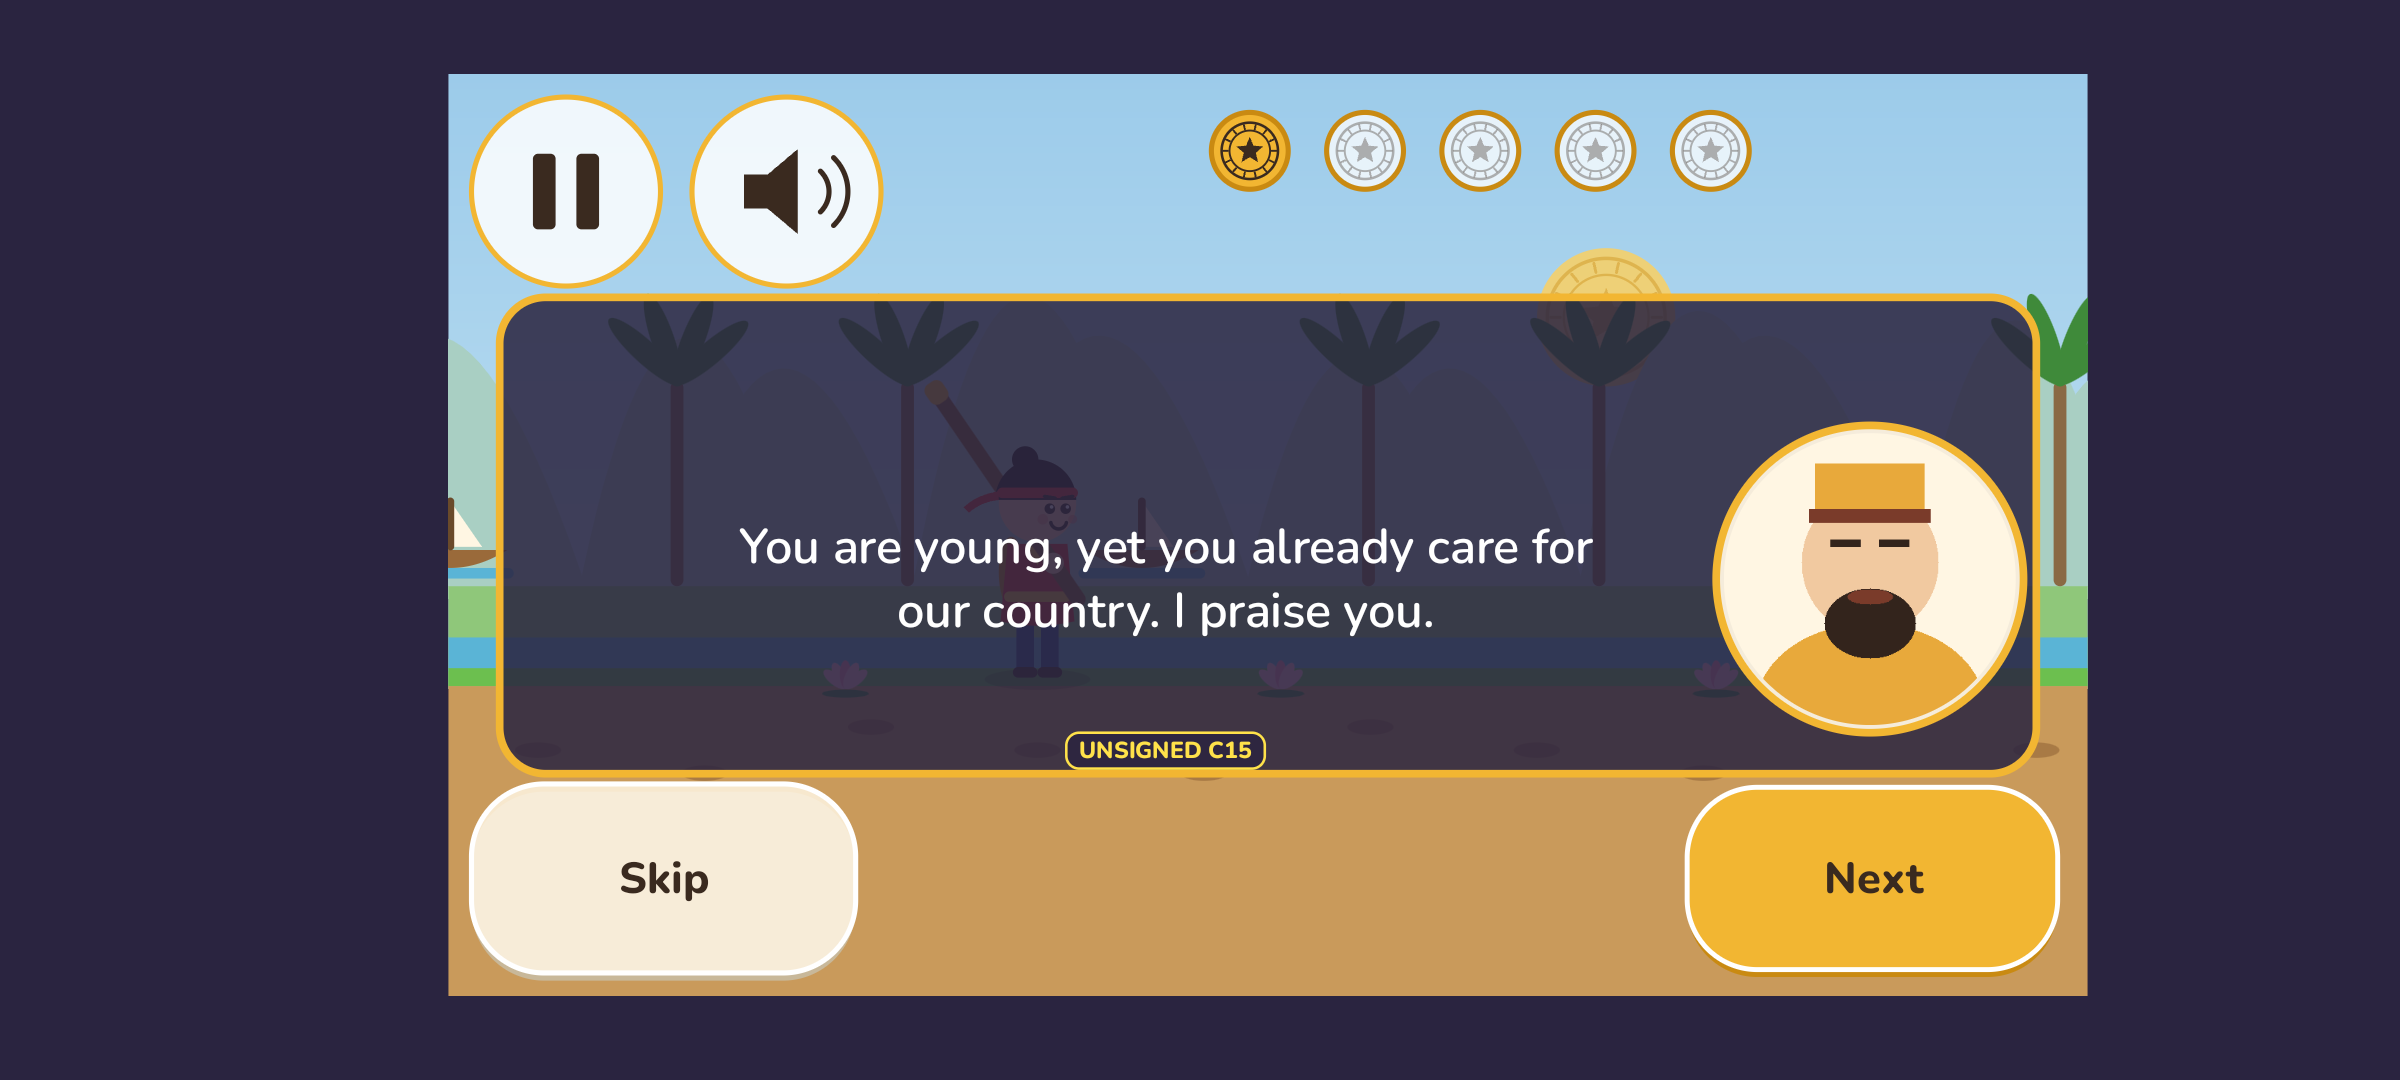 You are young, yet you already care for
our country. I praise you.
UNSIGNED C15
Skip
Next